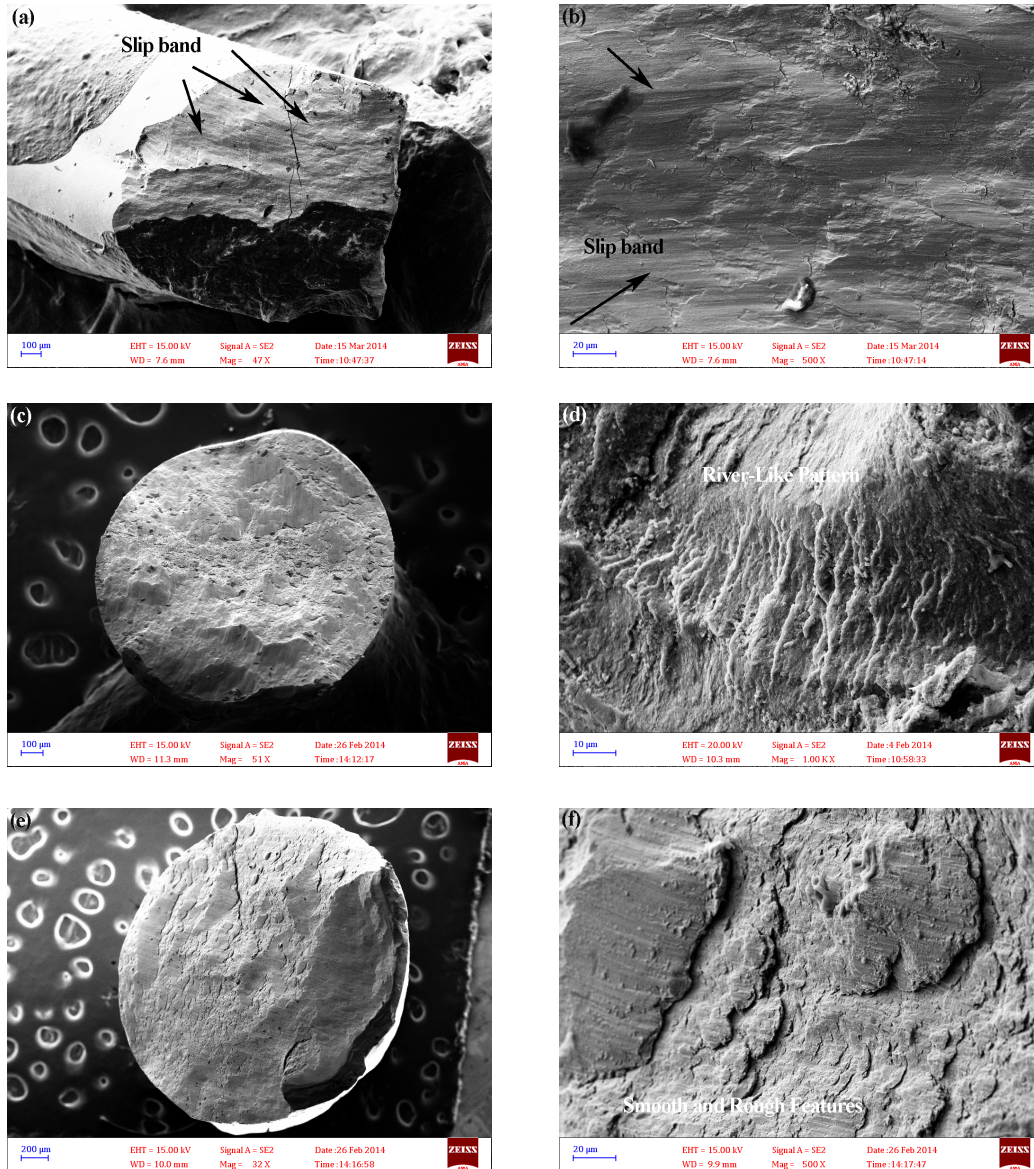 (a)
Slip band
100 µm
EHT = 15.00 kV Signal A = SE2 Date :15 Mar 2014
WD = 7.6 mm Mag = 47 X Time :10:47:37
ZEISS
(b)
Slip band
20 µm
EHT = 15.00 kV Signal A = SE2 Date :15 Mar 2014
WD = 7.6 mm Mag = 500 X Time :10:47:14
ZEISS
(c)
100 µm
EHT = 15.00 kV Signal A = SE2 Date :26 Feb 2014
WD = 11.3 mm Mag = 51 X Time :14:12:17
ZEISS
(d)
River-Like Pattern
10 µm
EHT = 20.00 kV Signal A = SE2 Date :4 Feb 2014
WD = 10.3 mm Mag = 1.00 K X Time :10:58:33
ZEISS
(e)
200 µm
EHT = 15.00 kV Signal A = SE2 Date :26 Feb 2014
WD = 10.0 mm Mag = 32 X Time :14:16:58
ZEISS
(f)
Smooth and Rough Features
20 µm
EHT = 15.00 kV Signal A = SE2 Date :26 Feb 2014
WD = 9.9 mm Mag = 500 X Time :14:17:47
ZEISS